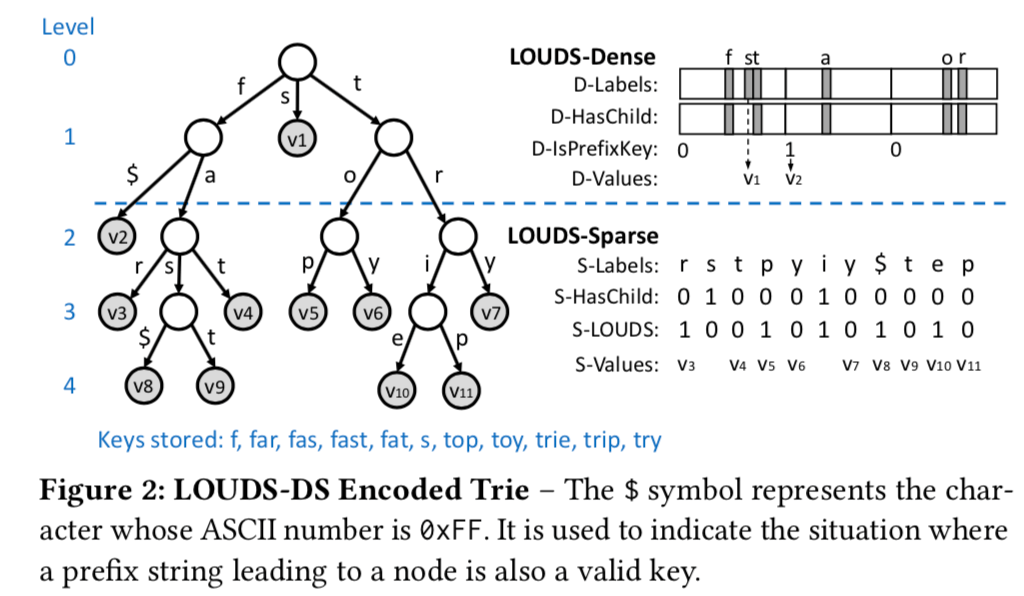 Level
0
f
s
t
1
v1
$
a
o
r
2
v2
r
s
t
p
y
i
y
3
v3
v4
v5
v6
v7
$
t
e
p
4
v8
v9
v10
v11
LOUDS-Dense
f st a o r
D-Labels:
D-HasChild:
D-IsPrefixKey: 0 1 0
D-Values: V1 V2
LOUDS-Sparse
S-Labels: r s t p y i y $ t e p
S-HasChild: 0 1 0 0 0 1 0 0 0 0 0
S-LOUDS: 1 0 0 1 0 1 0 1 0 1 0
S-Values: V3 V4 V5 V6 V7 V8 V9 V10 V11
Keys stored: f, far, fas, fast, fat, s, top, toy, trie, trip, try
Figure 2: LOUDS-DS Encoded Trie – The $ symbol represents the char-
acter whose ASCII number is 0xFF. It is used to indicate the situation where
a prefix string leading to a node is also a valid key.